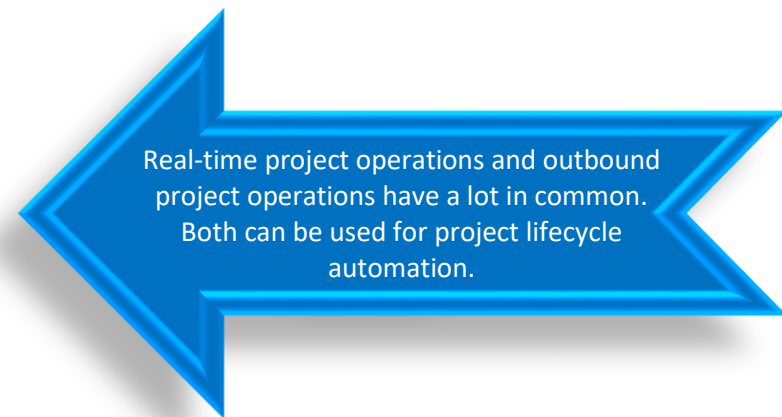 Real-time project operations and outbound
project operations have a lot in common.
Both can be used for project lifecycle
automation.